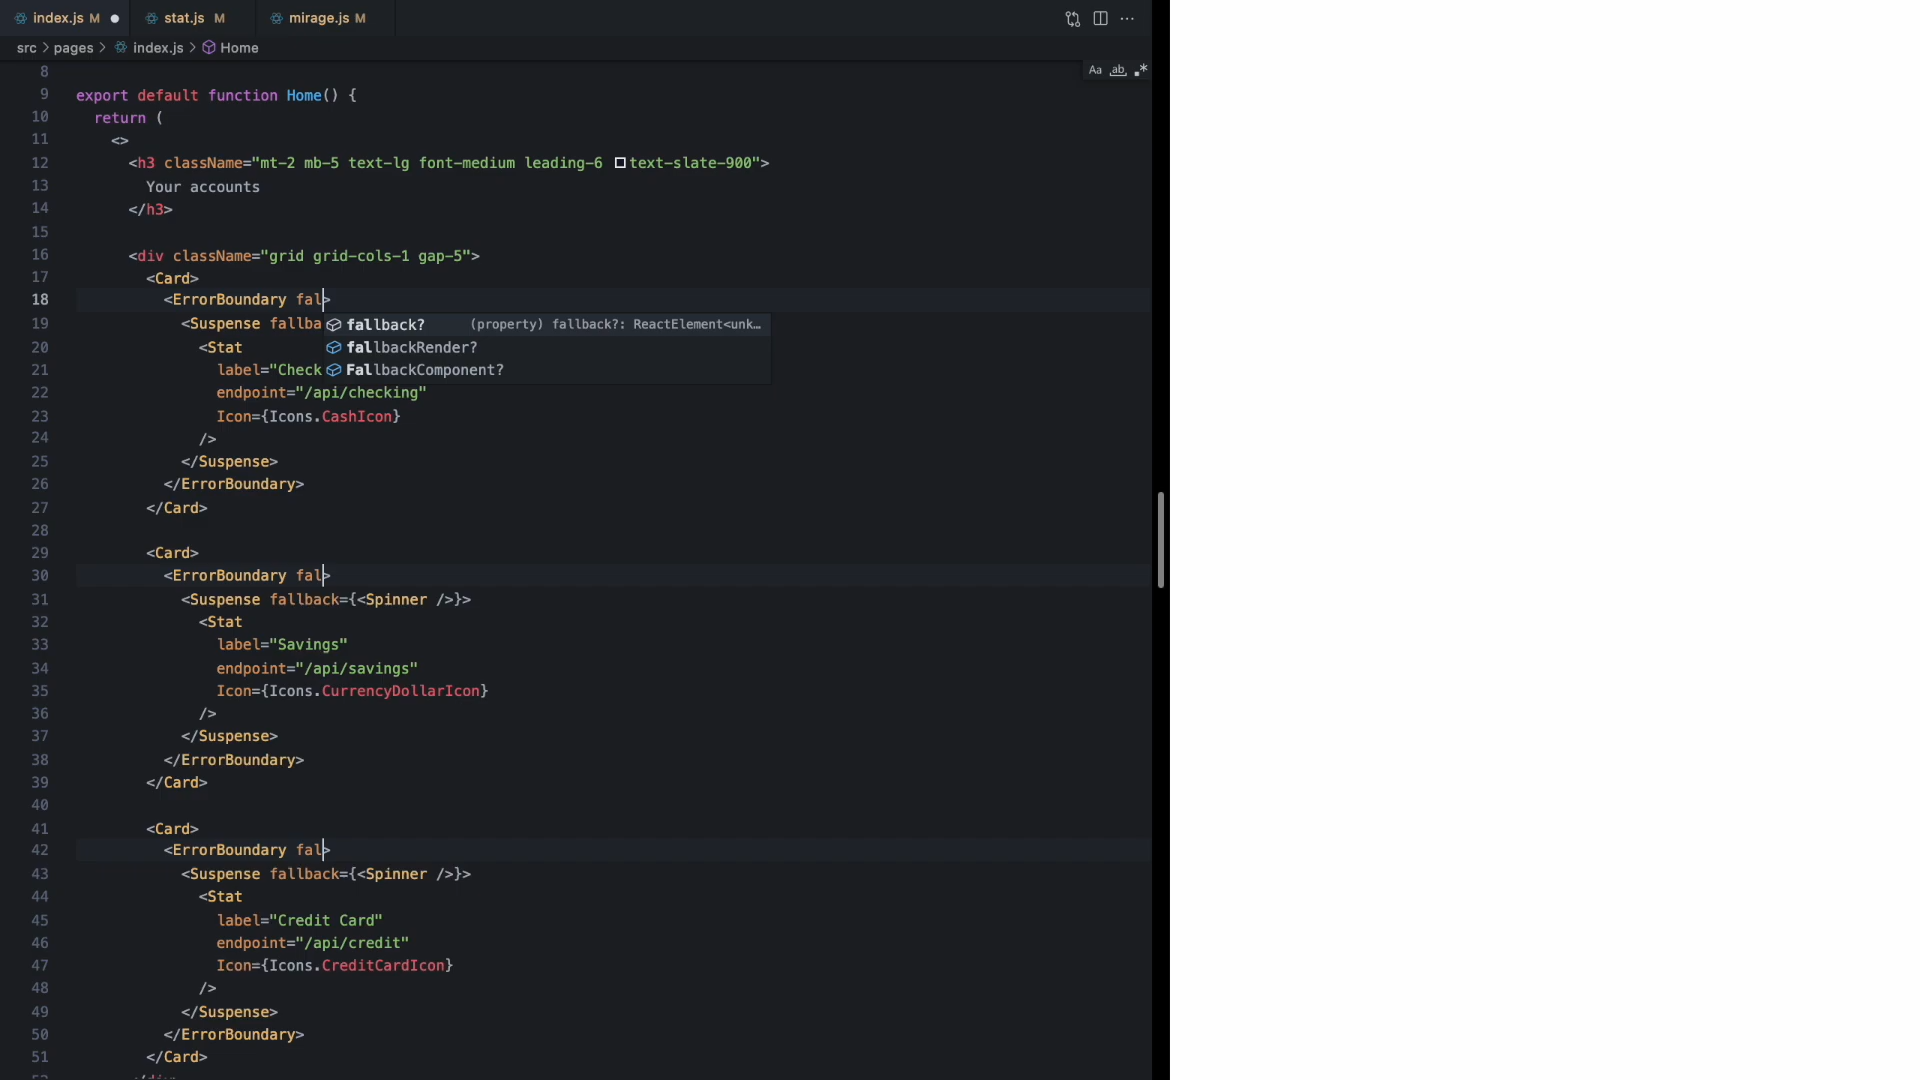 index.js M
stat.js M
mirage.js M
src > pages > index.js > Home
Aa ab .*
8
9 export default function Home() {
10 return (
11 <>
12 <h3 className="mt-2 mb-5 text-lg font-medium leading-6 text-slate-900">
13 Your accounts
14 </h3>
15
16 <div className="grid grid-cols-1 gap-5">
17 <Card>
18 <ErrorBoundary fal>
19 <Suspense fallba
fallback? (property) fallback?: ReactElement<unk…
20 <Stat
fallbackRender?
21 label="Check
FallbackComponent?
22 endpoint="/api/checking"
23 Icon={Icons.CashIcon}
24 />
25 </Suspense>
26 </ErrorBoundary>
27 </Card>
28
29 <Card>
30 <ErrorBoundary fal>
31 <Suspense fallback={<Spinner />}>
32 <Stat
33 label="Savings"
34 endpoint="/api/savings"
35 Icon={Icons.CurrencyDollarIcon}
36 />
37 </Suspense>
38 </ErrorBoundary>
39 </Card>
40
41 <Card>
42 <ErrorBoundary fal>
43 <Suspense fallback={<Spinner />}>
44 <Stat
45 label="Credit Card"
46 endpoint="/api/credit"
47 Icon={Icons.CreditCardIcon}
48 />
49 </Suspense>
50 </ErrorBoundary>
51 </Card>